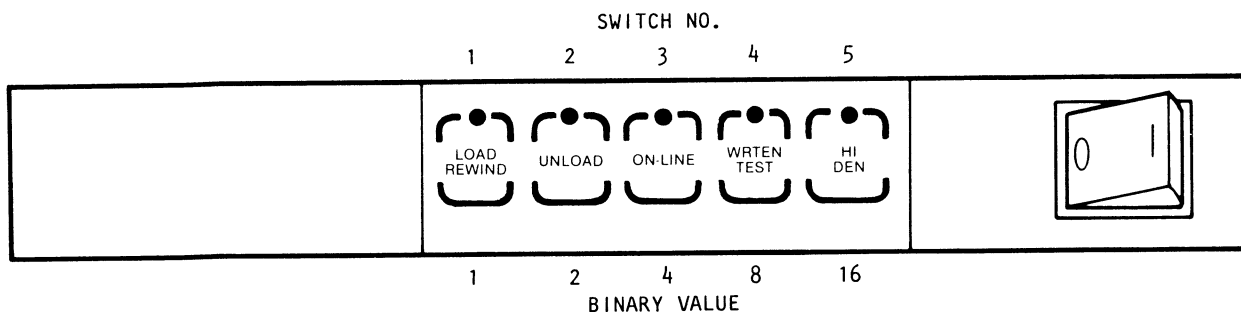 SWITCH NO.
1 2 3 4 5
LOAD
REWIND
UNLOAD
ON-LINE
WRTEN
TEST
HI
DEN
1 2 4 8 16
BINARY VALUE